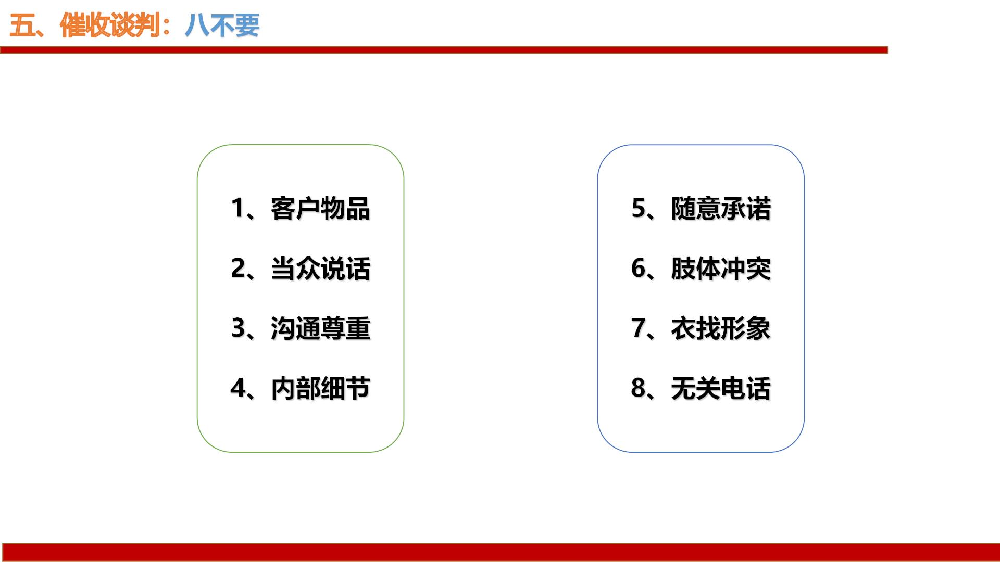 五、催收谈判：八不要
1、客户物品
2、当众说话
3、沟通尊重
4、内部细节
5、随意承诺
6、肢体冲突
7、衣找形象
8、无关电话